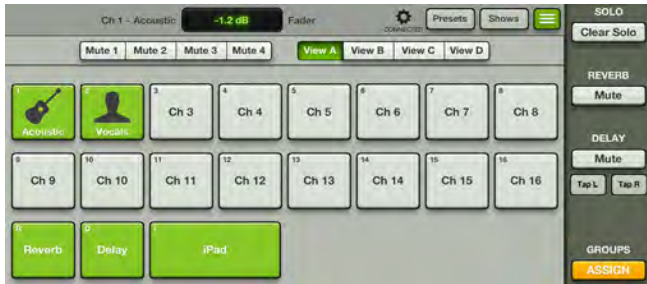 Ch 1 - Acoustic -1.2 dB Fader CONNECTED Presets Shows SOLO
Clear Solo
Mute 1 Mute 2 Mute 3 Mute 4 View A View B View C View D
REVERB
Mute
1 2 3 4 5 6 7 8
Acoustic Vocals Ch 3 Ch 4 Ch 5 Ch 6 Ch 7 Ch 8
DELAY
Mute
Tap L Tap R
9 10 11 12 13 14 15 16
Ch 9 Ch 10 Ch 11 Ch 12 Ch 13 Ch 14 Ch 15 Ch 16
R D I
Reverb Delay iPad
GROUPS
ASSIGN